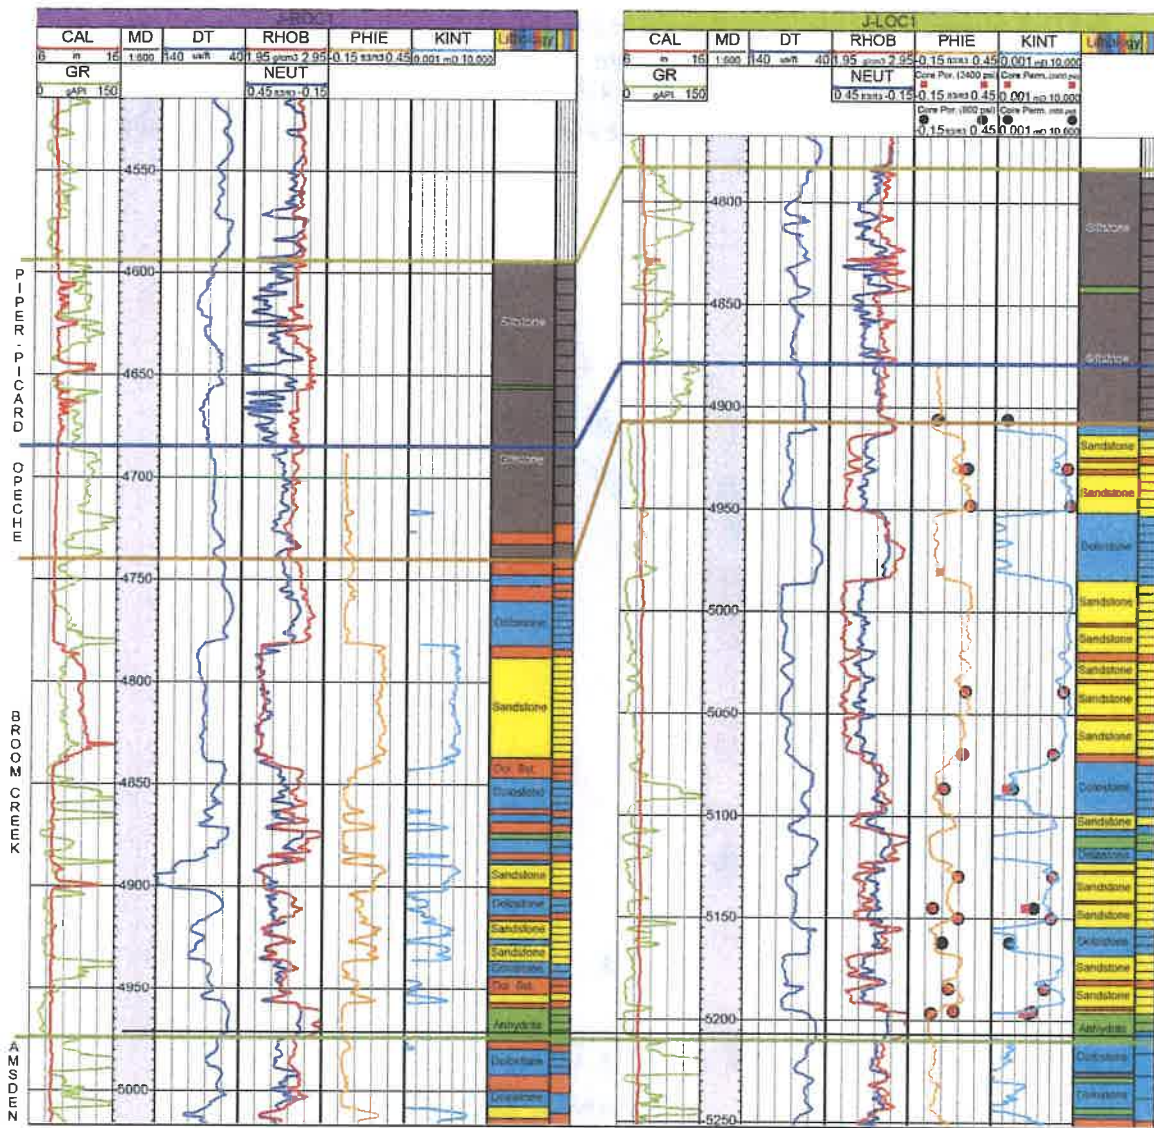 J-ROC1
CAL MD DT RHOB PHIE KINT Lithology
6 in 16 1:600 140 us/ft 40 1.95 g/cm3 2.95 -0.15 ft3/ft3 0.45 0.001 mD 10,000
GR NEUT
0 gAPI 150 0.45 ft3/ft3 -0.15
J-LOC1
CAL MD DT RHOB PHIE KINT Lithology
6 in 16 1:600 140 us/ft 40 1.95 g/cm3 2.95 -0.15 ft3/ft3 0.45 0.001 mD 10,000
GR NEUT Core Por. (2400 psi) Core Perm.
0 gAPI 150 0.45 ft3/ft3 -0.15 -0.15 ft3/ft3 0.45 0.001 mD 10,000
Core Por. (800 psi) Core Perm.
-0.15 ft3/ft3 0.45 0.001 mD 10,000
PIPER-PICARD
OPECHE
BROOM CREEK
AMSDEN
4550
4600
4650
4700
4750
4800
4850
4900
4950
5000
Siltstone
Siltstone
Dolostone
Sandstone
Dol. Sst.
Dolostone
Sandstone
Dolostone
Sandstone
Sandstone
Dolostone
Dol. Sst.
Anhydrite
Dolostone
Dolostone
4800
4850
4900
4950
5000
5050
5100
5150
5200
5250
Siltstone
Siltstone
Sandstone
Sandstone
Dolostone
Sandstone
Sandstone
Sandstone
Sandstone
Sandstone
Dolostone
Sandstone
Dolostone
Sandstone
Sandstone
Dolostone
Sandstone
Sandstone
Anhydrite
Dolostone
Dolostone